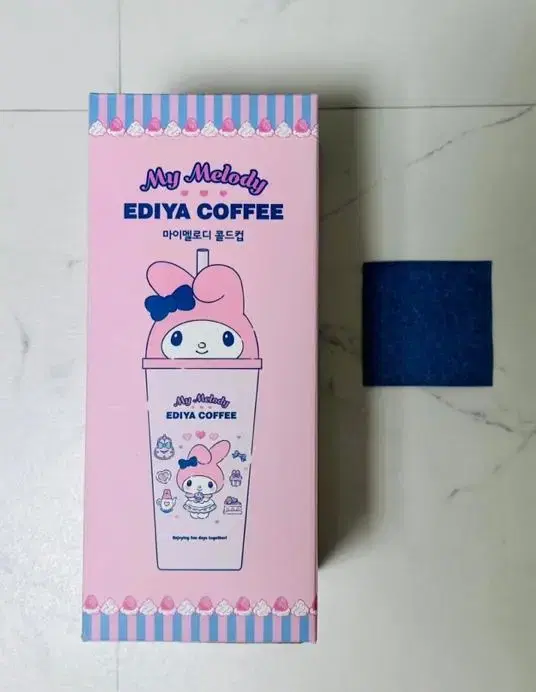 My Melody
EDIYA COFFEE
마이멜로디 콜드컵
My Melody
EDIYA COFFEE
Enjoying tea days together!